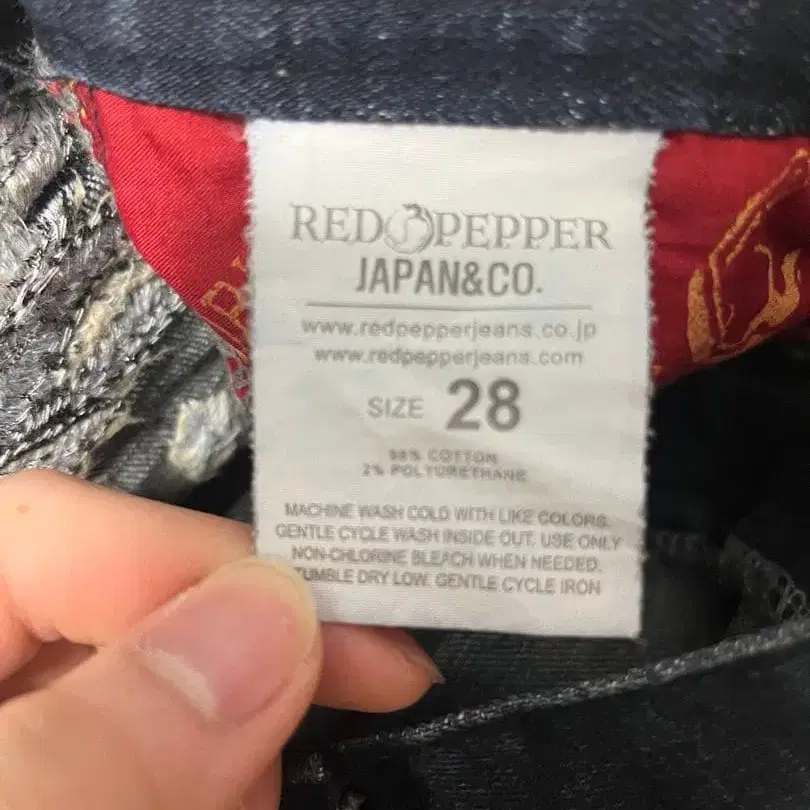 RED PEPPER
JAPAN&CO.
www.redpepperjeans.co.jp
www.redpepperjeans.com
SIZE 28
98% COTTON
2% POLYURETHANE
MACHINE WASH COLD WITH LIKE COLORS.
GENTLE CYCLE WASH INSIDE OUT. USE ONLY
NON-CHLORINE BLEACH WHEN NEEDED.
TUMBLE DRY LOW. GENTLE CYCLE IRON